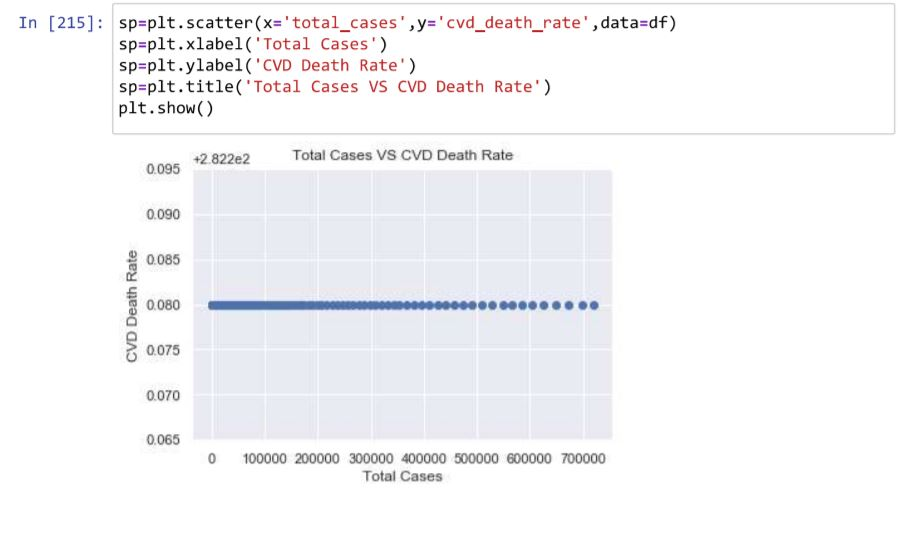 In [215]: sp=plt.scatter(x='total_cases',y='cvd_death_rate',data=df)
sp=plt.xlabel('Total Cases')
sp=plt.ylabel('CVD Death Rate')
sp=plt.title('Total Cases VS CVD Death Rate')
plt.show()
+2.822e2
Total Cases VS CVD Death Rate
0.095
0.090
0.085
0.080
0.075
0.070
0.065
CVD Death Rate
0 100000 200000 300000 400000 500000 600000 700000
Total Cases